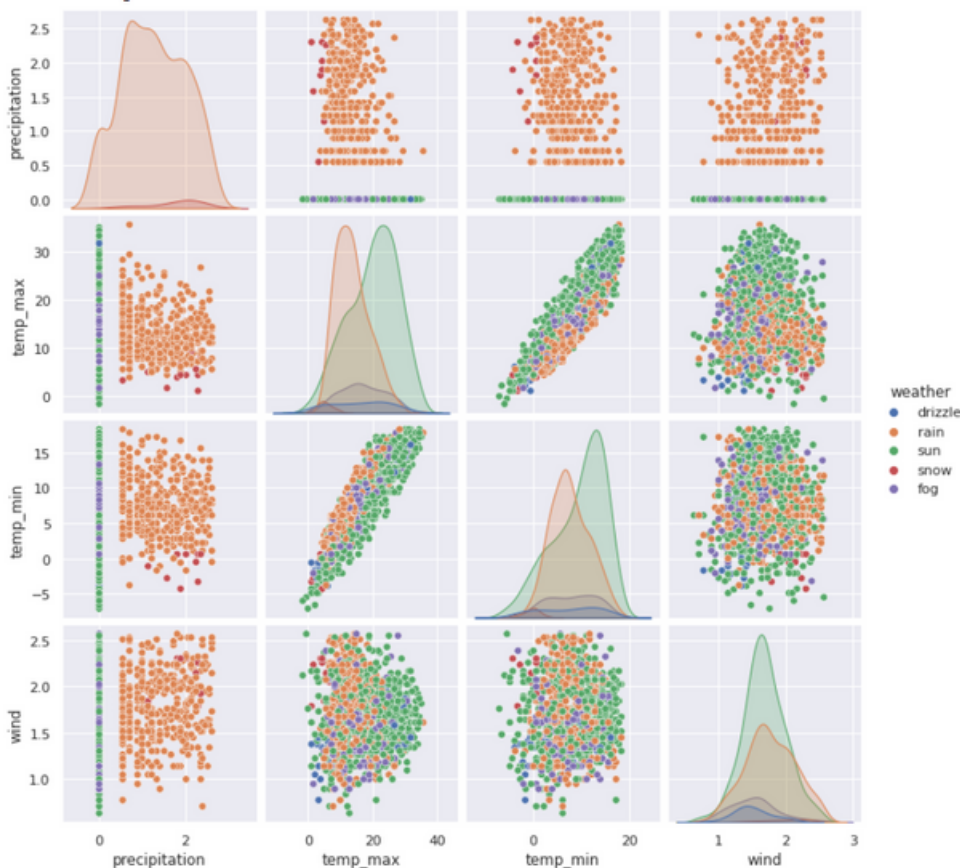 2.5
2.0
1.5
1.0
0.5
0.0
precipitation
30
20
10
0
temp_max
15
10
5
0
−5
temp_min
2.5
2.0
1.5
1.0
wind
0 2
precipitation
0 20 40
temp_max
0 20
temp_min
1 2 3
wind
weather
drizzle
rain
sun
snow
fog